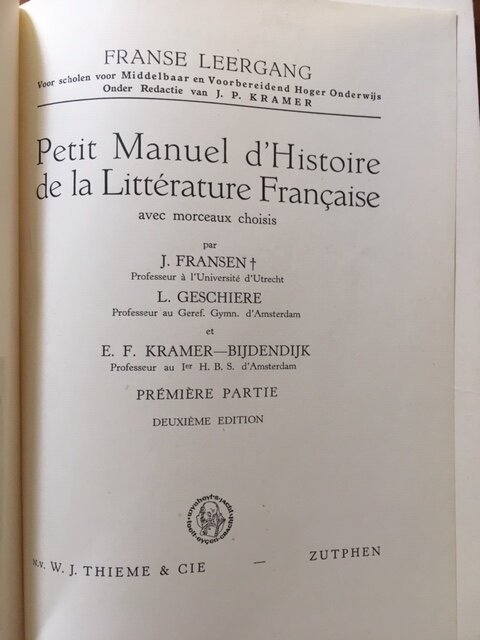 FRANSE LEERGANG
Voor scholen voor Middelbaar en Voorbereidend Hoger Onderwijs
Onder Redactie van J. P. KRAMER
Petit Manuel d'Histoire
de la Littérature Française
avec morceaux choisis
par
J. FRANSEN †
Professeur à l'Université d'Utrecht
L. GESCHIERE
Professeur au Geref. Gymn. d'Amsterdam
et
E. F. KRAMER—BIJDENDIJK
Professeur au Ier H. B. S. d'Amsterdam
PRÉMIÈRE PARTIE
DEUXIÈME EDITION
N.V. W. J. THIEME & CIE — ZUTPHEN